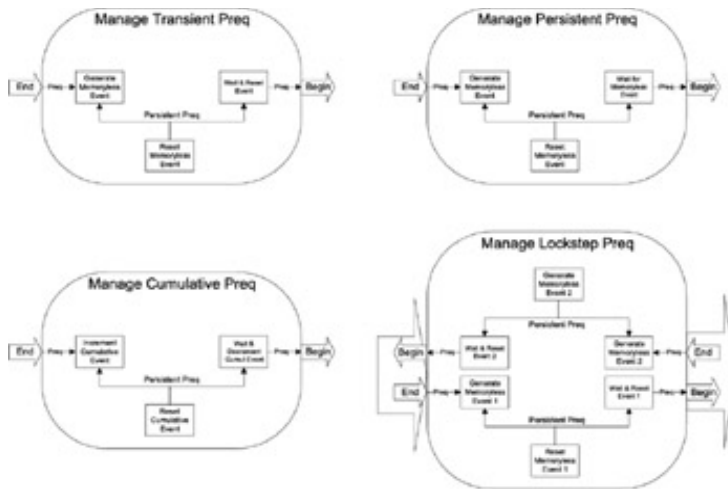 Manage Transient Preq
End
Preq
Generate
Memoryless
Event
Wait & Reset
Event
Preq
Begin
Persistent Preq
Reset
Memoryless
Event
Manage Persistent Preq
End
Preq
Generate
Memoryless
Event
Wait for
Memoryless
Event
Preq
Begin
Persistent Preq
Reset
Memoryless
Event
Manage Cumulative Preq
End
Preq
Increment
Cumulative
Event
Wait &
Decrement
Cumul Event
Preq
Begin
Persistent Preq
Reset
Cumulative
Event
Manage Lockstep Preq
Generate
Memoryless
Event 2
Persistent Preq
Begin
Preq
Wait & Reset
Event 2
Generate
Memoryless
Event 2
Preq
End
End
Preq
Generate
Memoryless
Event 1
Wait & Reset
Event 1
Preq
Begin
Persistent Preq
Reset
Memoryless
Event 1